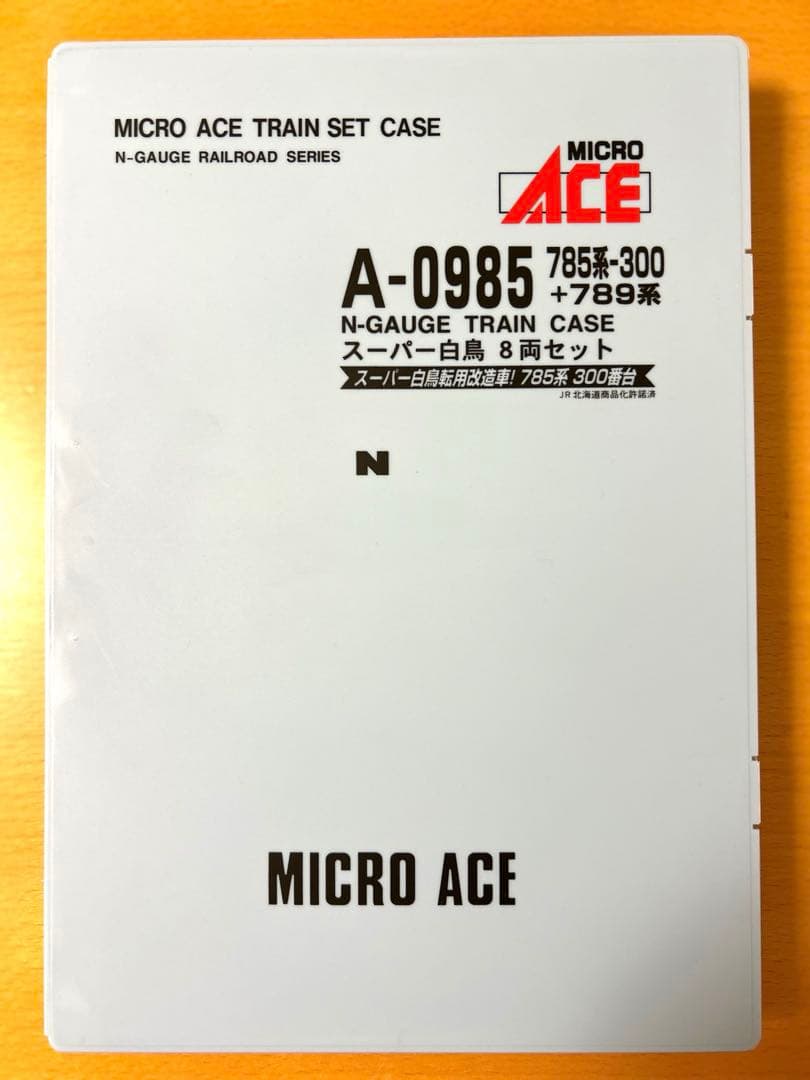 MICRO ACE TRAIN SET CASE
N-GAUGE RAILROAD SERIES
MICRO
ACE
A-0985 785系-300
+789系
N-GAUGE TRAIN CASE
スーパー白鳥 8両セット
スーパー白鳥転用改造車! 785系 300番台
JR北海道商品化許諾済
N
MICRO ACE